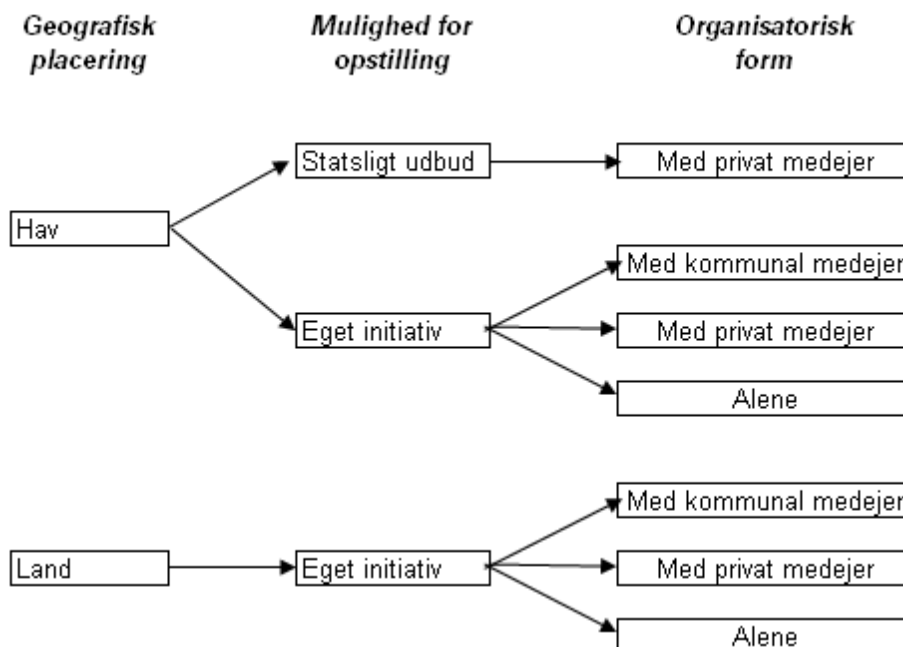 Geografisk
placering
Mulighed for
opstilling
Organisatorisk
form
Statsligt udbud
Med privat medejer
Hav
Med kommunal medejer
Eget initiativ
Med privat medejer
Alene
Med kommunal medejer
Land
Eget initiativ
Med privat medejer
Alene